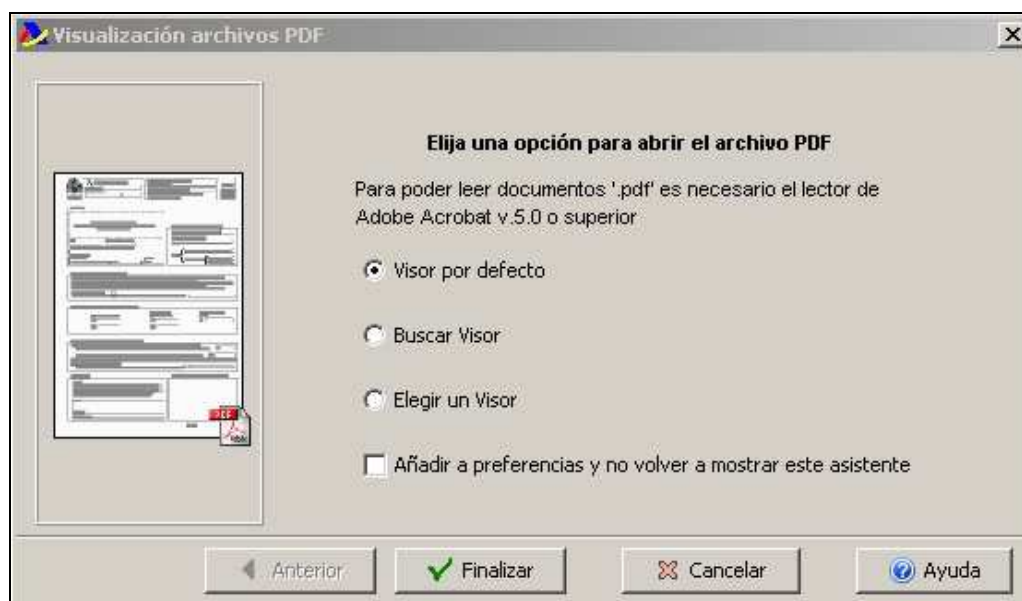 Visualización archivos PDF
Elija una opción para abrir el archivo PDF
Para poder leer documentos '.pdf' es necesario el lector de
Adobe Acrobat v.5.0 o superior
Visor por defecto
Buscar Visor
Elegir un Visor
Añadir a preferencias y no volver a mostrar este asistente
Anterior
Finalizar
Cancelar
Ayuda